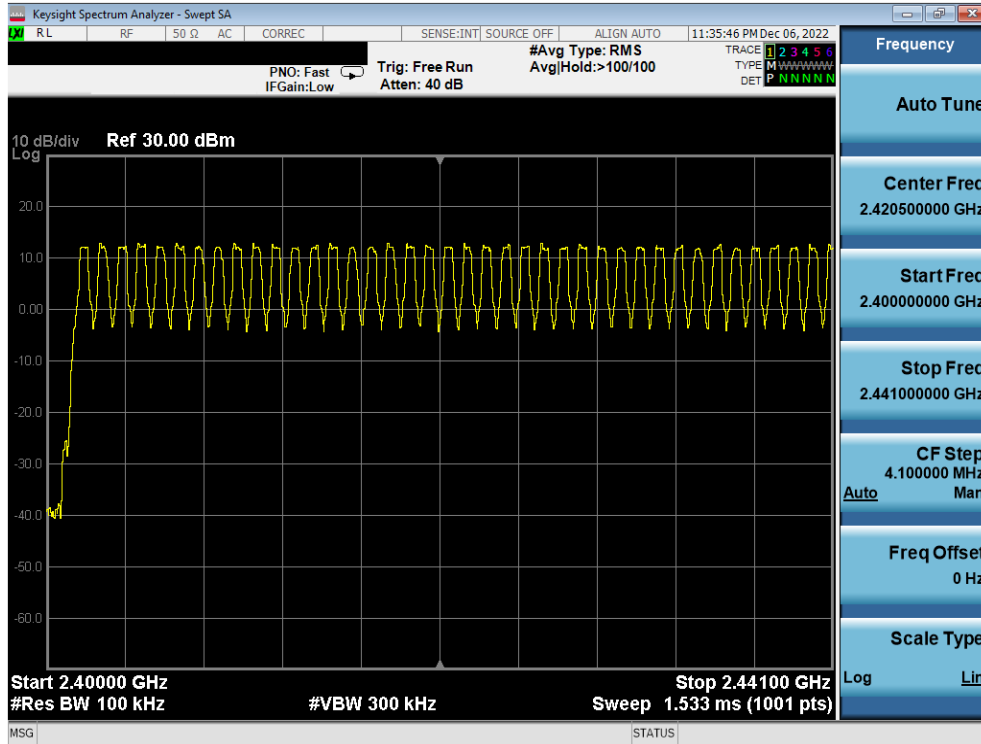 Keysight Spectrum Analyzer - Swept SA
LXI RL RF 50 Ω AC CORREC SENSE:INT SOURCE OFF ALIGN AUTO 11:35:46 PM Dec 06, 2022
PNO: Fast
IFGain:Low
Trig: Free Run
Atten: 40 dB
#Avg Type: RMS
Avg|Hold:>100/100
TRACE 1 2 3 4 5 6
TYPE M WWWWW
DET P N N N N N
10 dB/div
Log
Ref 30.00 dBm
20.0
10.0
0.00
-10.0
-20.0
-30.0
-40.0
-50.0
-60.0
Start 2.40000 GHz
Stop 2.44100 GHz
#Res BW 100 kHz
#VBW 300 kHz
Sweep 1.533 ms (1001 pts)
MSG
STATUS
Frequency
Auto Tune
Center Freq
2.420500000 GHz
Start Freq
2.400000000 GHz
Stop Freq
2.441000000 GHz
CF Step
4.100000 MHz
Auto Man
Freq Offset
0 Hz
Scale Type
Log Lin